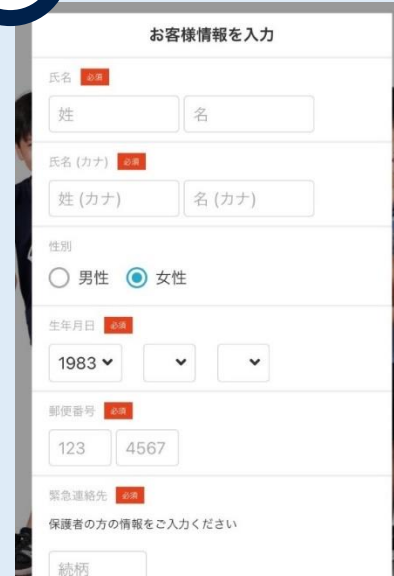 お客様情報を入力
氏名 必須
姓 名
氏名 (カナ) 必須
姓 (カナ) 名 (カナ)
性別
男性 女性
生年月日 必須
1983
郵便番号 必須
123 4567
緊急連絡先 必須
保護者の方の情報をご入力ください
続柄